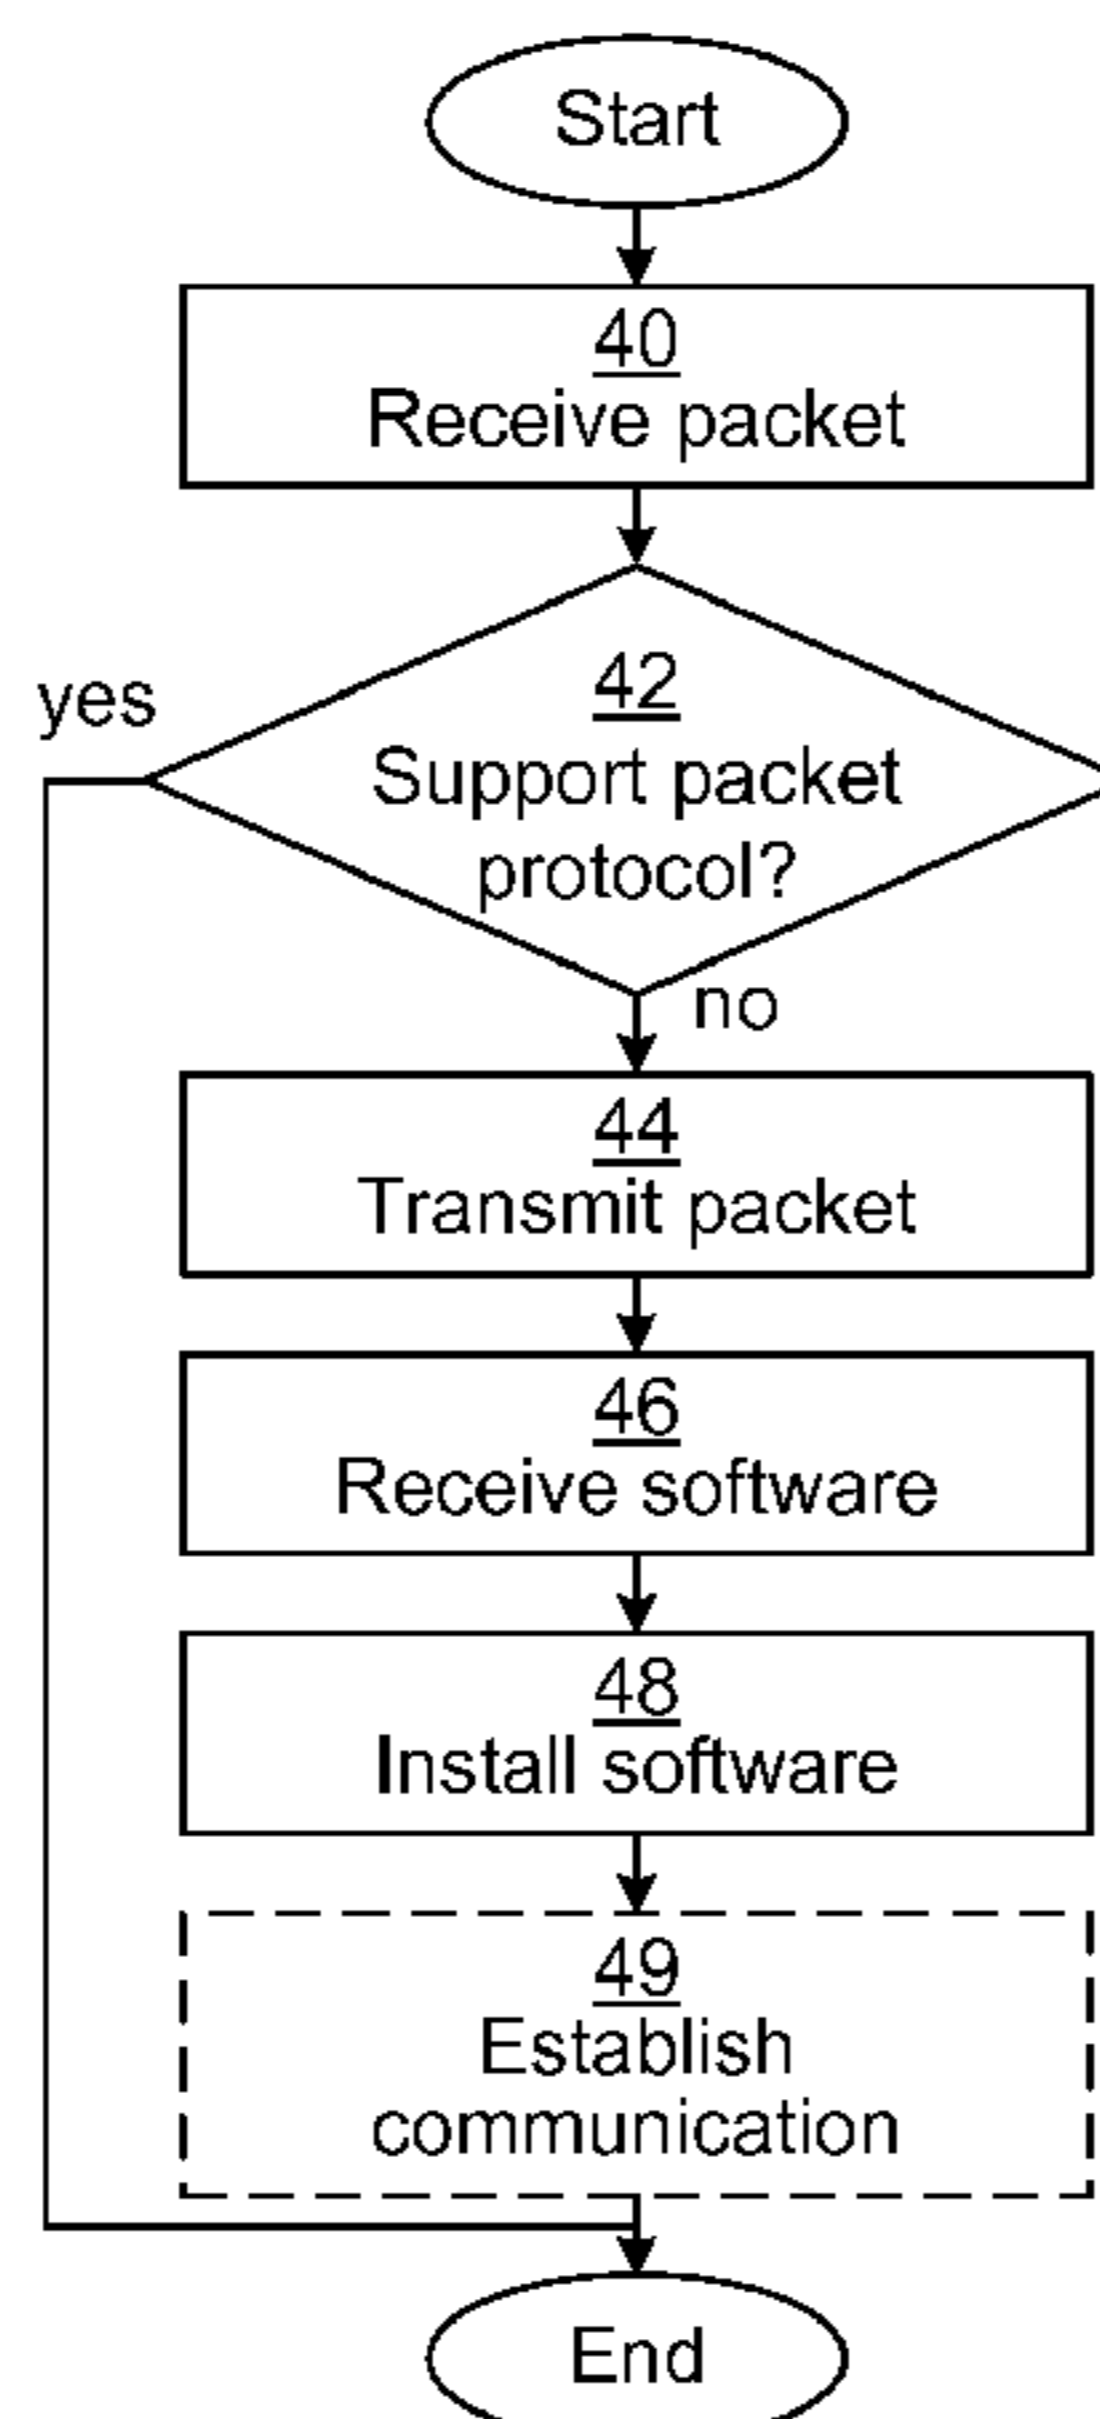 Start
40
Receive packet
yes
42
Support packet
protocol?
no
44
Transmit packet
46
Receive software
48
Install software
49
Establish
communication
End